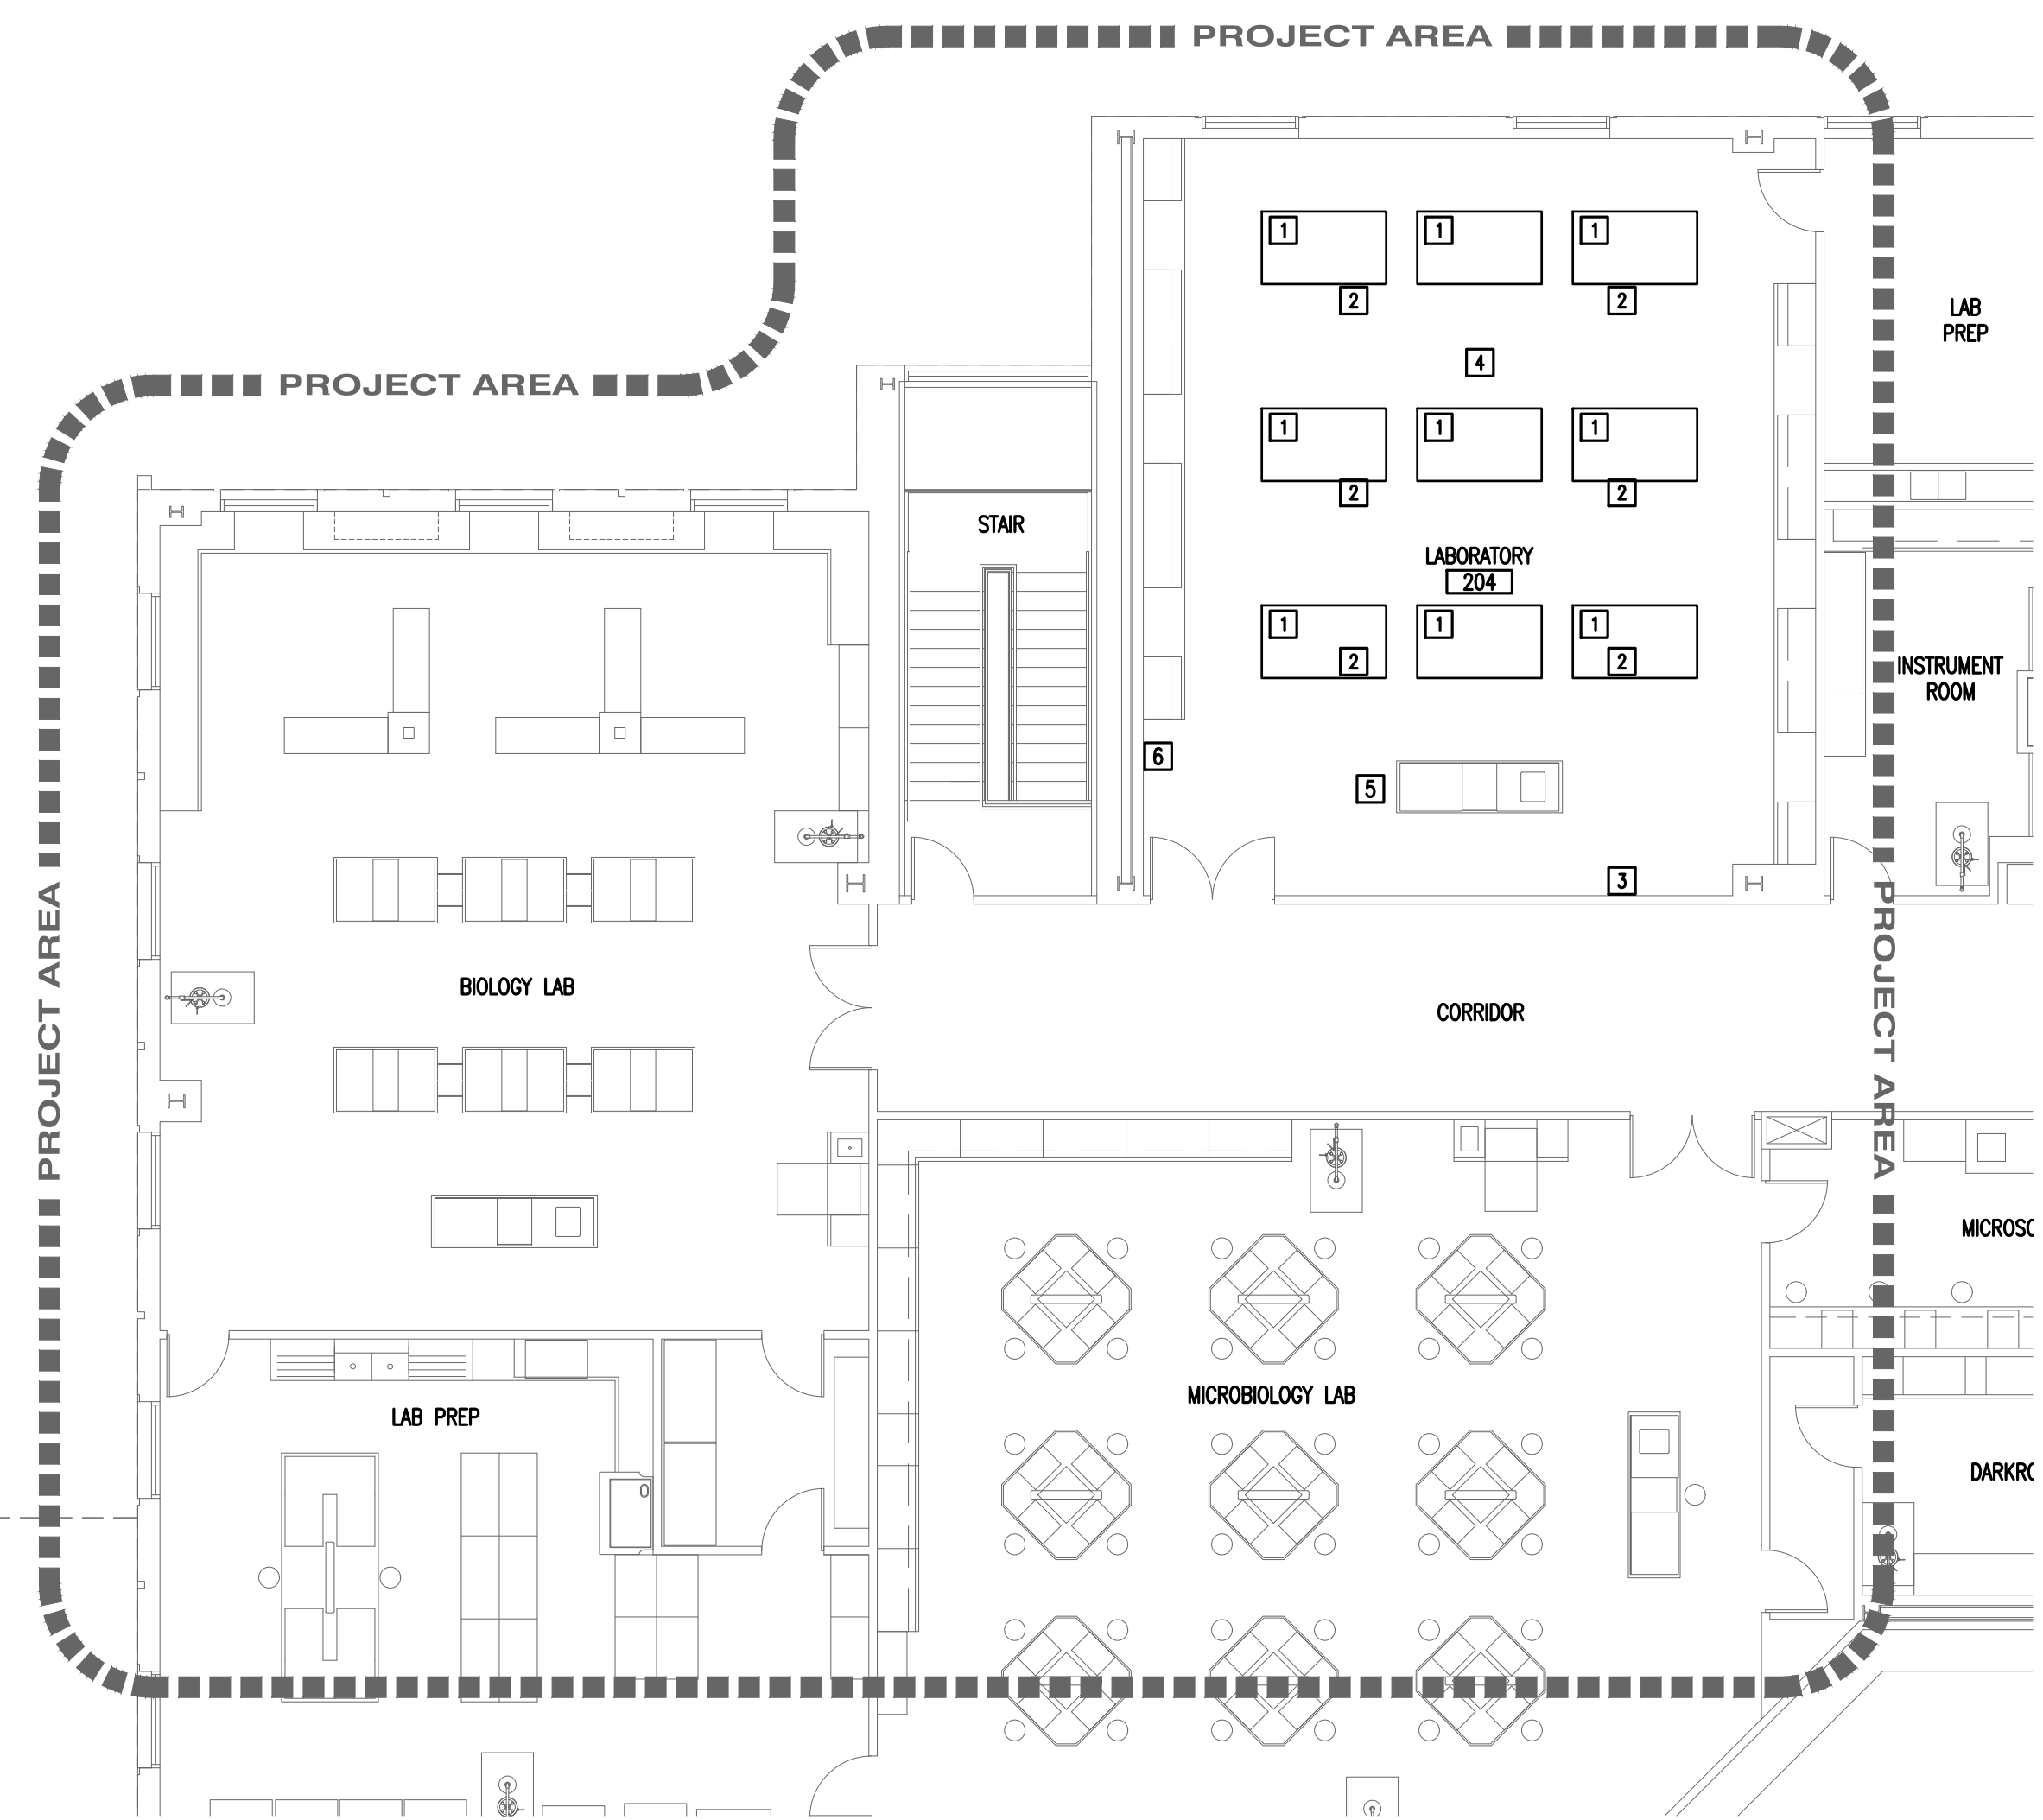 PROJECT AREA
1 1 1
2 2
LAB
PREP
4
PROJECT AREA
1 1 1
2 2
STAIR
LABORATORY
204
1 1 1
2 2
INSTRUMENT
ROOM
6
5
3
PROJECT AREA
PROJECT AREA
BIOLOGY LAB
CORRIDOR
MICROSC
MICROBIOLOGY LAB
LAB PREP
DARKRO